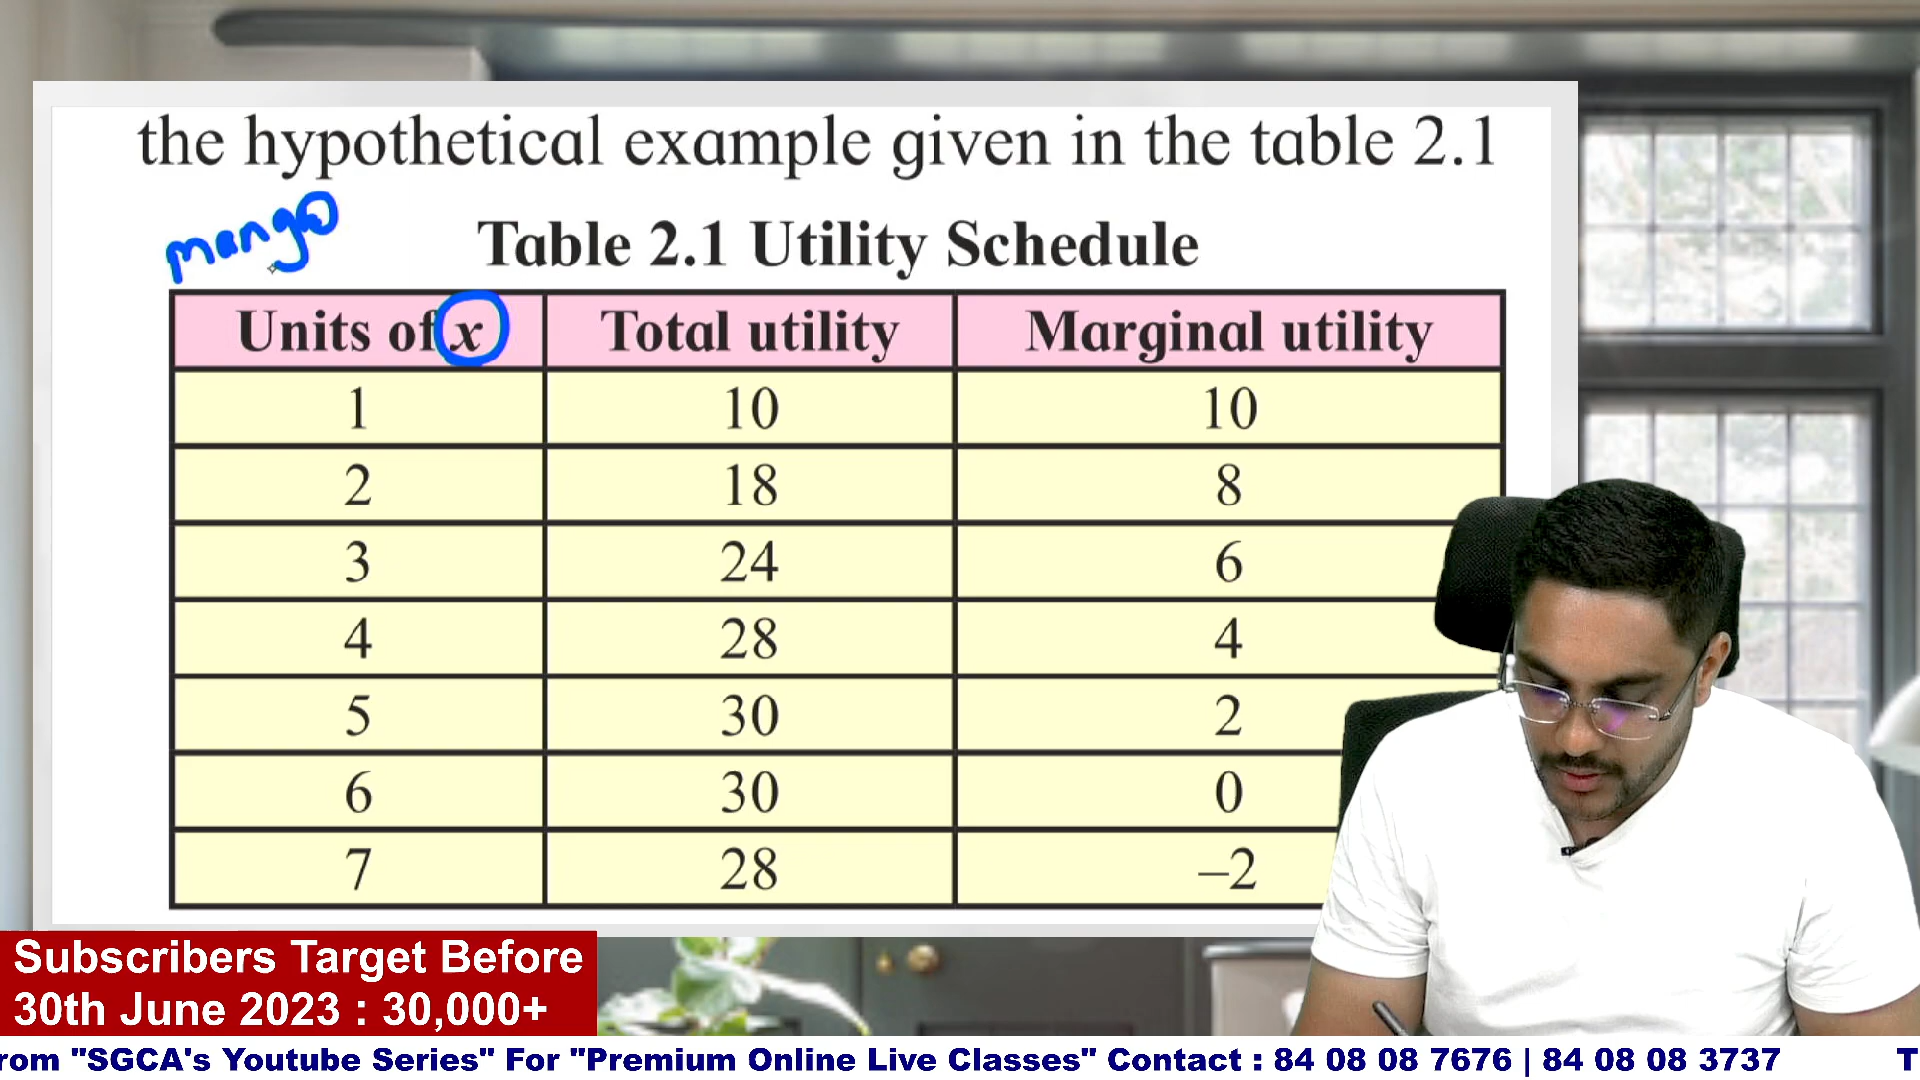 the hypothetical example given in the table 2.1
mango
Table 2.1 Utility Schedule
Units of x Total utility Marginal utility
1 10 10
2 18 8
3 24 6
4 28 4
5 30 2
6 30 0
7 28 –2
Subscribers Target Before
30th June 2023 : 30,000+
"SGCA's Youtube Series" For "Premium Online Live Classes" Contact : 84 08 08 7676 | 84 08 08 3737